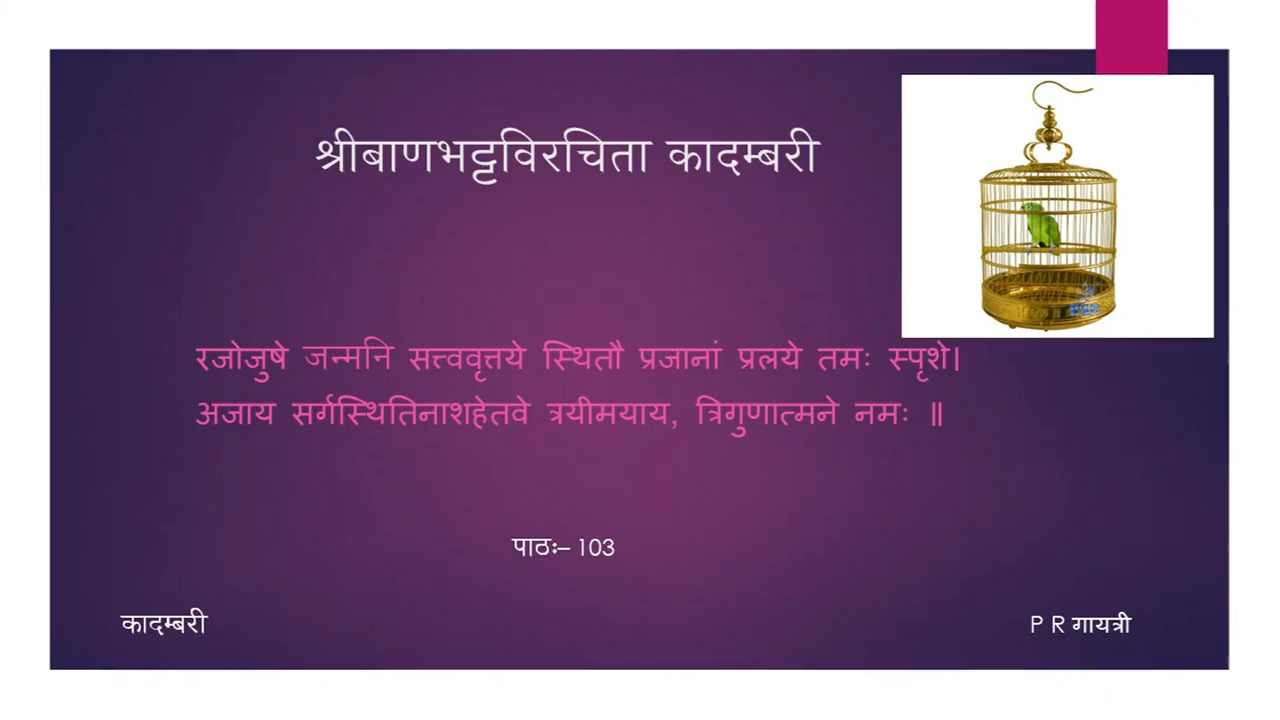 श्रीबाणभट्टविरचिता कादम्बरी
रजोजुषे जन्मनि सत्त्ववृत्तये स्थितौ प्रजानां प्रलये तमः स्पृशे।
अजाय सर्गस्थितिनाशहेतवे त्रयीमयाय, त्रिगुणात्मने नमः ॥
पाठः– 103
कादम्बरी
P R गायत्री